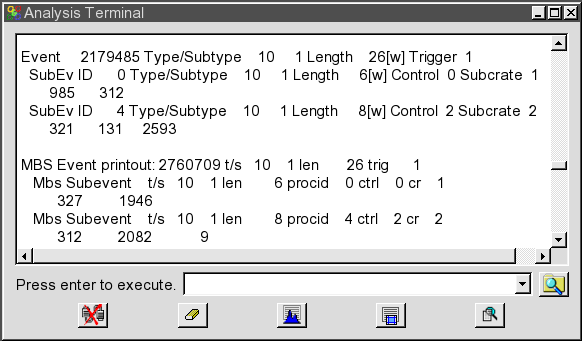 Analysis Terminal
Event 2179485 Type/Subtype 10 1 Length 26[w] Trigger 1
SubEv ID 0 Type/Subtype 10 1 Length 6[w] Control 0 Subcrate 1
985 312
SubEv ID 4 Type/Subtype 10 1 Length 8[w] Control 2 Subcrate 2
321 131 2593
MBS Event printout: 2760709 t/s 10 1 len 26 trig 1
Mbs Subevent t/s 10 1 len 6 procid 0 ctrl 0 cr 1
327 1946
Mbs Subevent t/s 10 1 len 8 procid 4 ctrl 2 cr 2
312 2082 9
Press enter to execute.